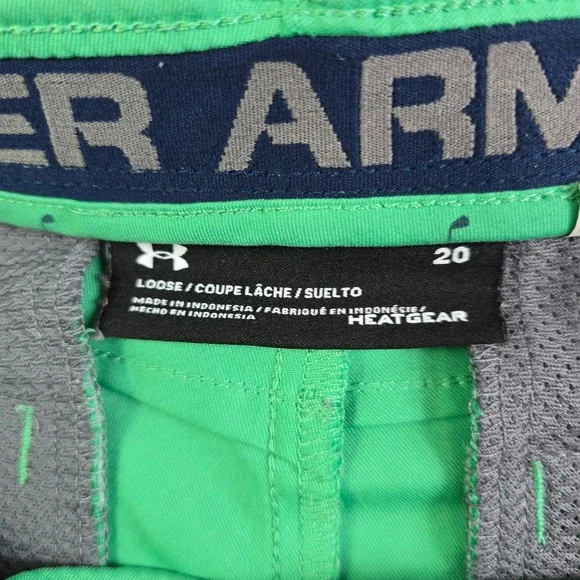 ER ARM
20
LOOSE / COUPE LÂCHE / SUELTO
MADE IN INDONESIA / FABRIQUÉ EN INDONÉSIE /
HECHO EN INDONESIA
HEATGEAR